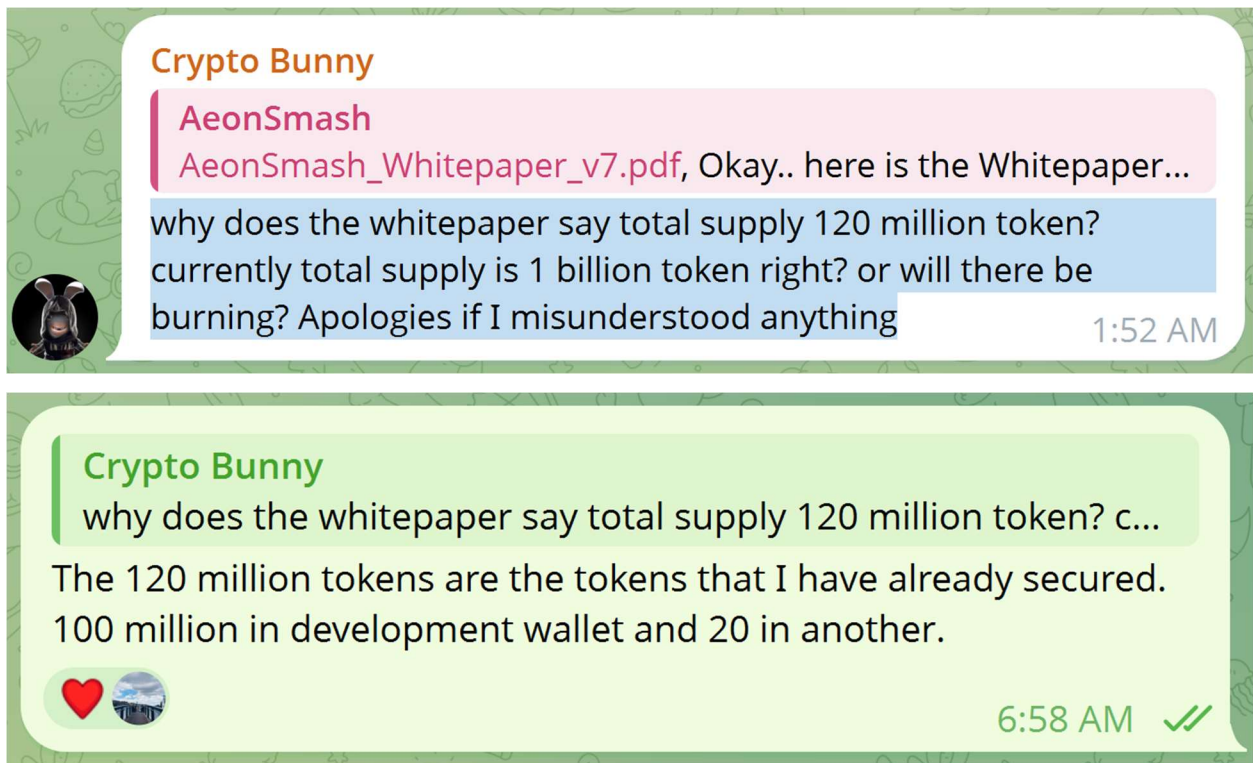 Crypto Bunny
AeonSmash
AeonSmash_Whitepaper_v7.pdf, Okay.. here is the Whitepaper...
why does the whitepaper say total supply 120 million token?
currently total supply is 1 billion token right? or will there be
burning? Apologies if I misunderstood anything
1:52 AM
Crypto Bunny
why does the whitepaper say total supply 120 million token? c...
The 120 million tokens are the tokens that I have already secured.
100 million in development wallet and 20 in another.
6:58 AM